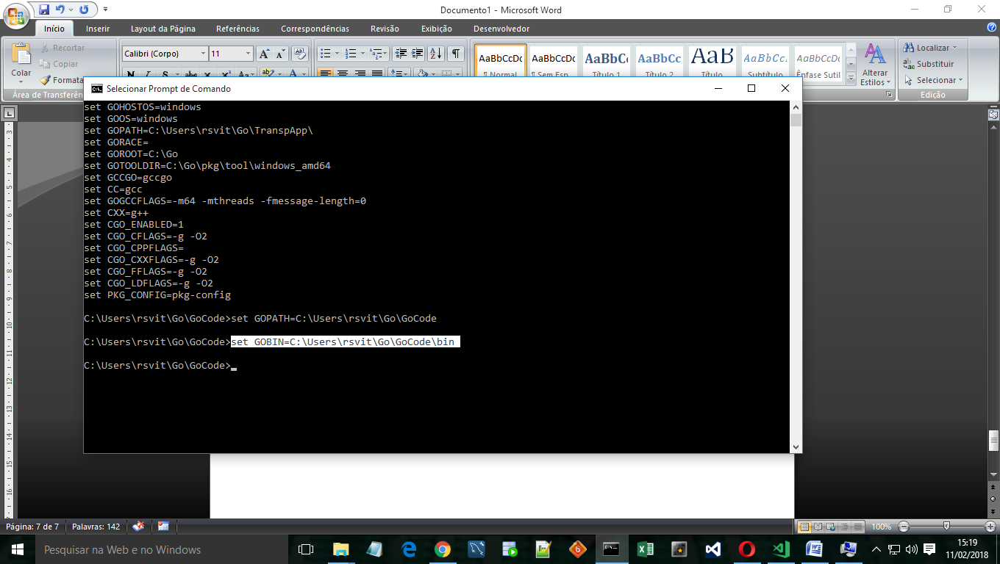 Documento1 - Microsoft Word
Início Inserir Layout da Página Referências Correspondências Revisão Exibição Desenvolvedor
Colar
Recortar
Copiar
Formata
Área de Transferên
Calibri (Corpo) 11
AaBbCcDc AaBbCcDc AaBbC AaBbCc AaB AaBbCc. AaBbCcDc
¶ Normal ¶ Sem Esp... Título 1 Título 2 Título Subtítulo Ênfase Sutil
Alterar
Estilos
Localizar
Substituir
Selecionar
Edição
Selecionar Prompt de Comando
set GOHOSTOS=windows
set GOOS=windows
set GOPATH=C:\Users\rsvit\Go\TranspApp\
set GORACE=
set GOROOT=C:\Go
set GOTOOLDIR=C:\Go\pkg\tool\windows_amd64
set GCCGO=gccgo
set CC=gcc
set GOGCCFLAGS=-m64 -mthreads -fmessage-length=0
set CXX=g++
set CGO_ENABLED=1
set CGO_CFLAGS=-g -O2
set CGO_CPPFLAGS=
set CGO_CXXFLAGS=-g -O2
set CGO_FFLAGS=-g -O2
set CGO_LDFLAGS=-g -O2
set PKG_CONFIG=pkg-config
C:\Users\rsvit\Go\GoCode>set GOPATH=C:\Users\rsvit\Go\GoCode
C:\Users\rsvit\Go\GoCode>set GOBIN=C:\Users\rsvit\Go\GoCode\bin
C:\Users\rsvit\Go\GoCode>
Página: 7 de 7 Palavras: 142 100%
Pesquisar na Web e no Windows
15:19
11/02/2018